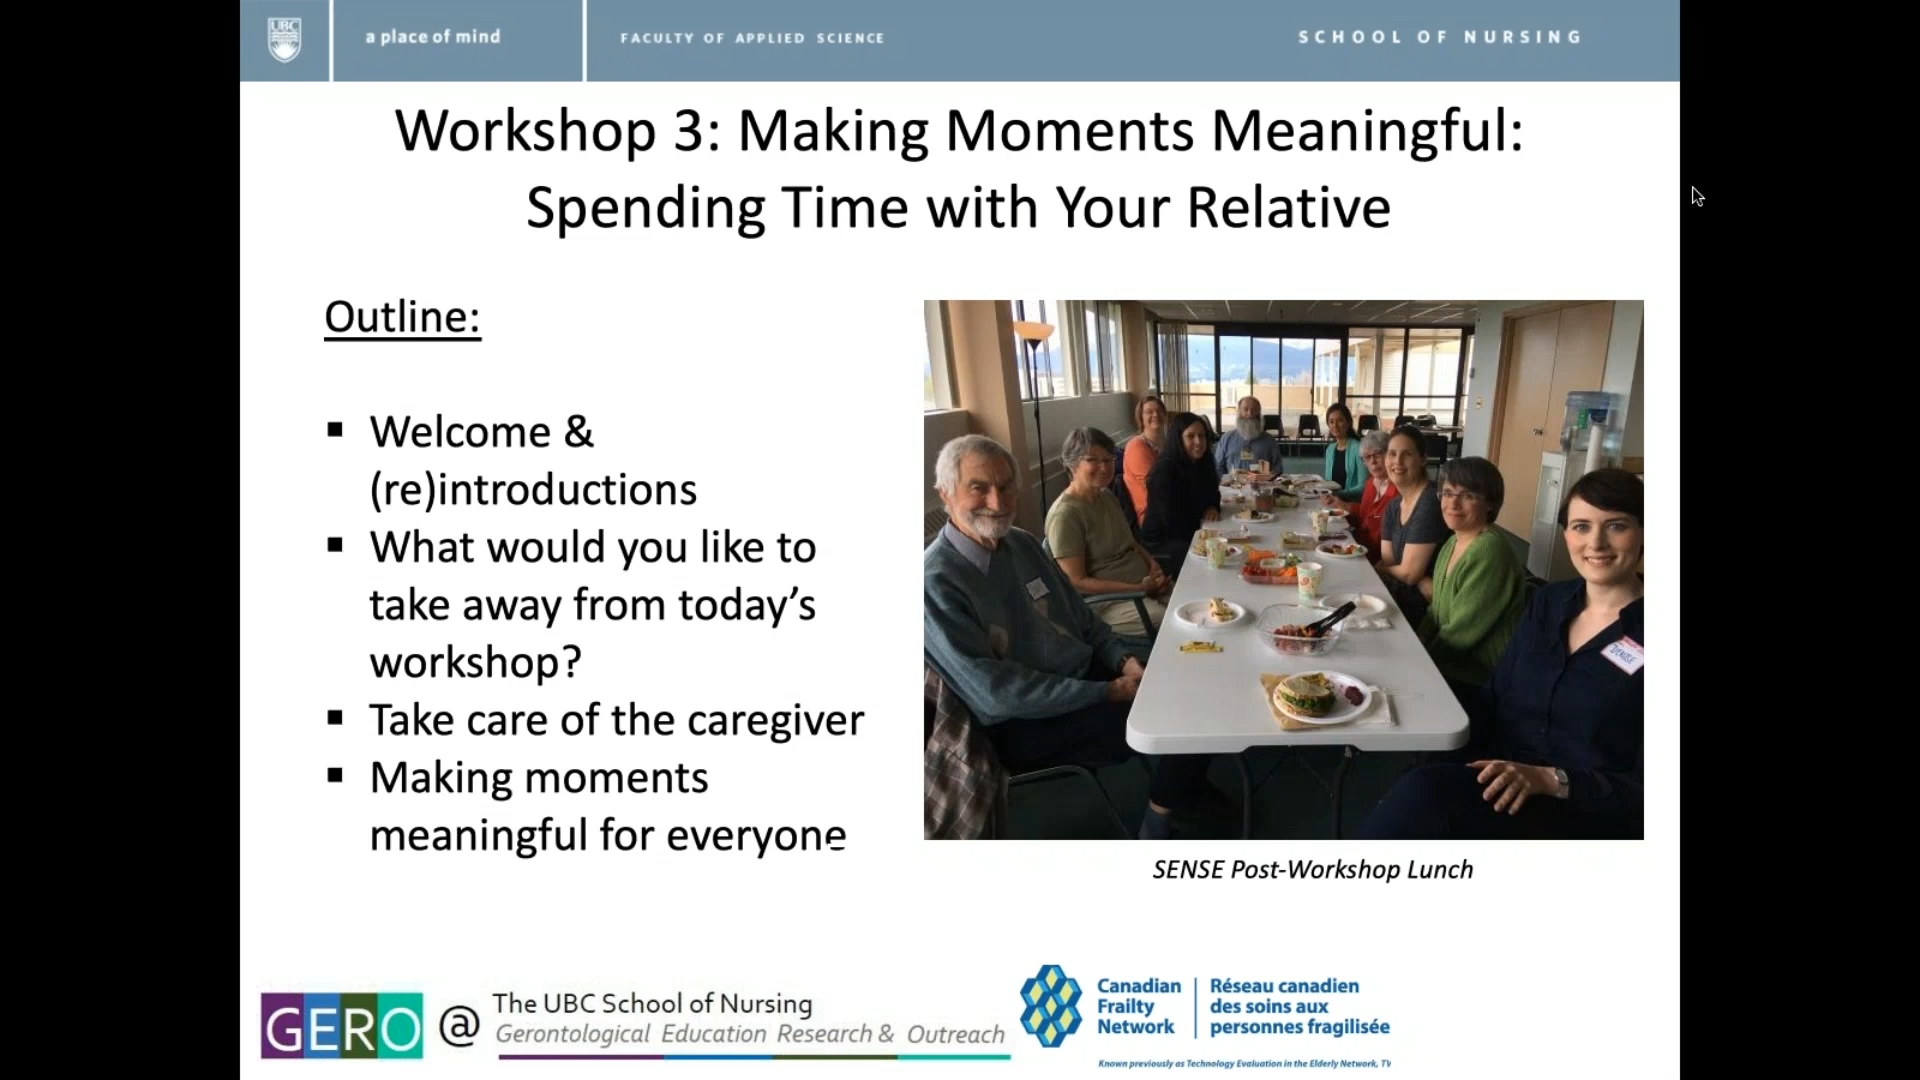 UBC
a place of mind
FACULTY OF APPLIED SCIENCE
SCHOOL OF NURSING
Workshop 3: Making Moments Meaningful:
Spending Time with Your Relative
Outline:
▪ Welcome &
(re)introductions
▪ What would you like to
take away from today’s
workshop?
▪ Take care of the caregiver
▪ Making moments
meaningful for everyone
DENISE
SENSE Post-Workshop Lunch
GERO @
The UBC School of Nursing
Gerontological Education Research & Outreach
Canadian
Frailty
Network
Réseau canadien
des soins aux
personnes fragilisée
Known previously as Technology Evaluation in the Elderly Network, TV